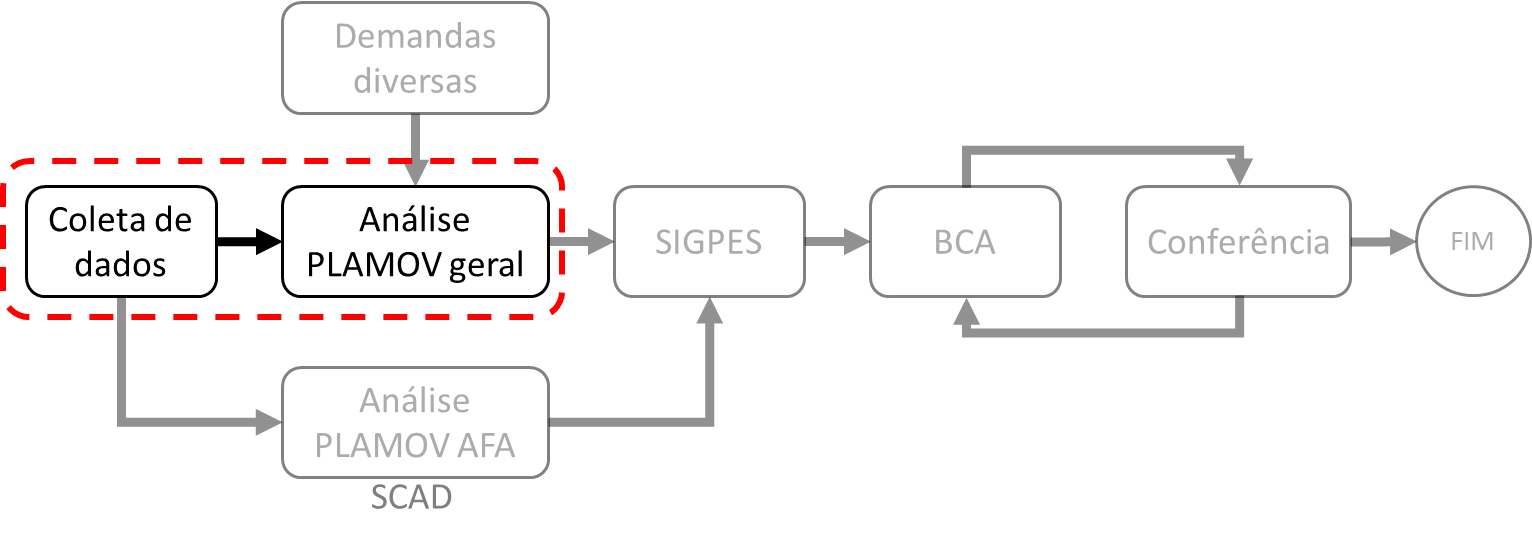 Demandas
diversas
Coleta de
dados
Análise
PLAMOV geral
SIGPES
BCA
Conferência
FIM
Análise
PLAMOV AFA
SCAD